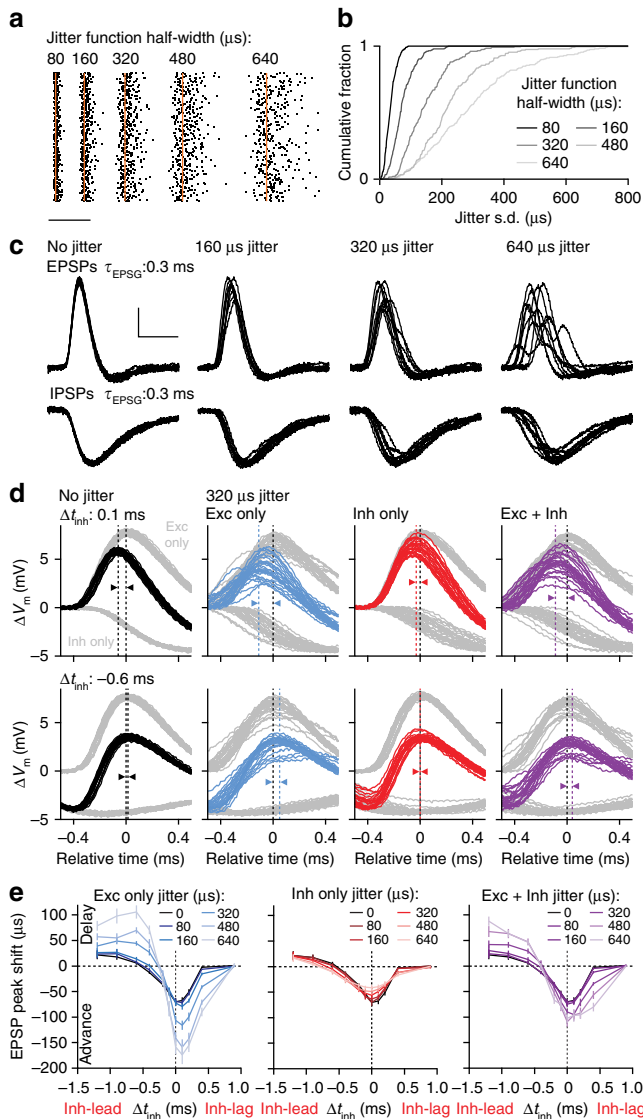 a
Jitter function half-width (µs):
80 160 320 480 640
b
Cumulative fraction
1
0
0 200 400 600 800
Jitter s.d. (µs)
Jitter function
half-width (µs):
80 160
320 480
640
c
No jitter 160 µs jitter 320 µs jitter 640 µs jitter
EPSPs τEPSG:0.3 ms
IPSPs τEPSG:0.3 ms
d
No jitter 320 µs jitter
Δtinh: 0.1 ms Exc only Inh only Exc + Inh
Exc
only
Inh only
ΔVm (mV)
5
0
−5
Δtinh: −0.6 ms
ΔVm (mV)
5
0
−5
−0.4 0 0.4 −0.4 0 0.4 −0.4 0 0.4 −0.4 0 0.4
Relative time (ms) Relative time (ms) Relative time (ms) Relative time (ms)
e
Exc only jitter (µs): Inh only jitter (µs): Exc + Inh jitter (µs):
0 320 0 320 0 320
80 480 80 480 80 480
160 640 160 640 160 640
EPSP peak shift (µs)
Delay
Advance
100
50
0
−50
−100
−150
−200
−1.5 −1.0 −0.5 0 0.5 1.0 −1.5 −1.0 −0.5 0 0.5 1.0 −1.5 −1.0 −0.5 0 0.5 1.0
Inh-lead Δtinh (ms) Inh-lag Inh-lead Δtinh (ms) Inh-lag Inh-lead Δtinh (ms) Inh-lag